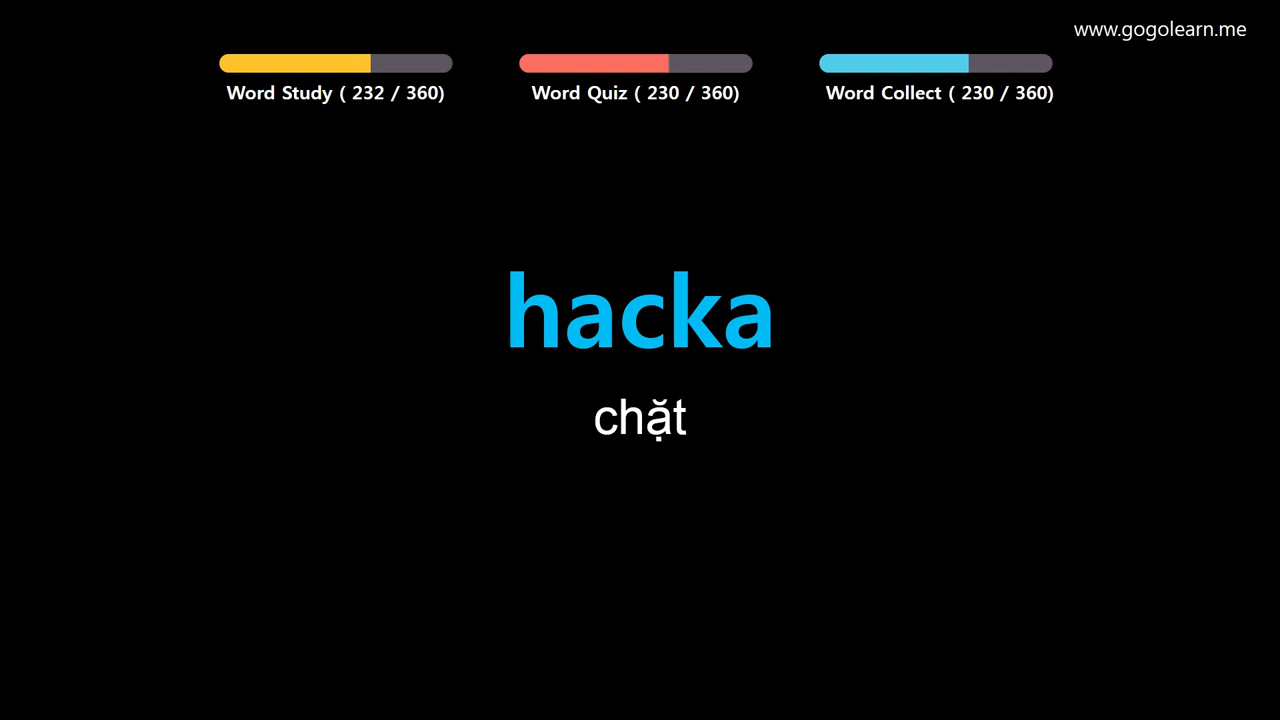 www.gogolearn.me
Word Study ( 232 / 360)
Word Quiz ( 230 / 360)
Word Collect ( 230 / 360)
hacka
chặt